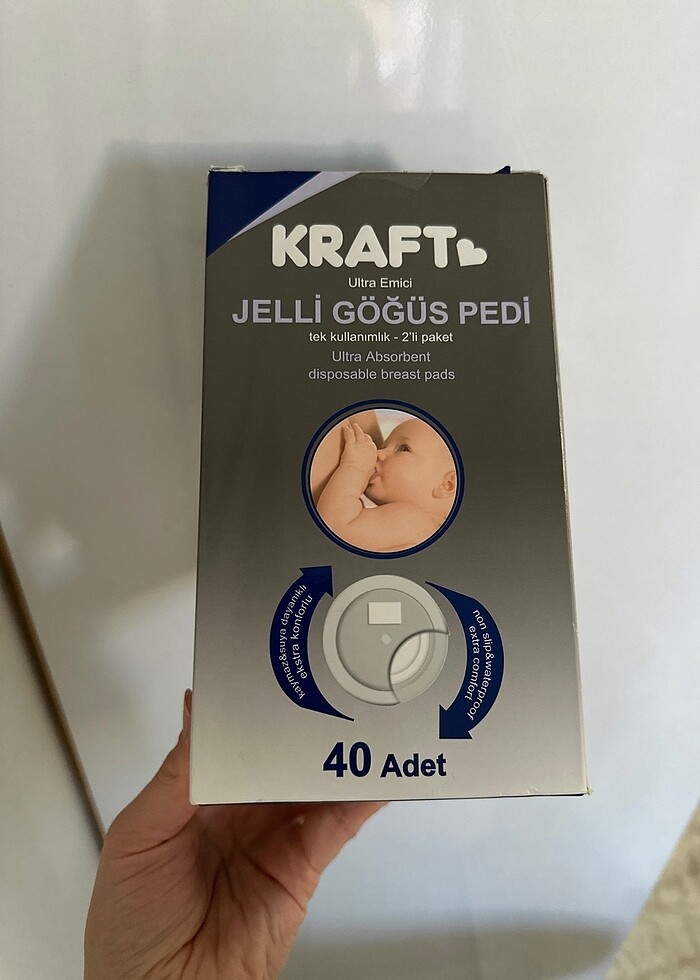 KRAFT
Ultra Emici
JELLİ GÖĞÜS PEDİ
tek kullanımlık - 2'li paket
Ultra Absorbent
disposable breast pads
kaymaz&suya dayanıklı
ekstra konforlu
non slip&waterproof
extra comfort
40 Adet